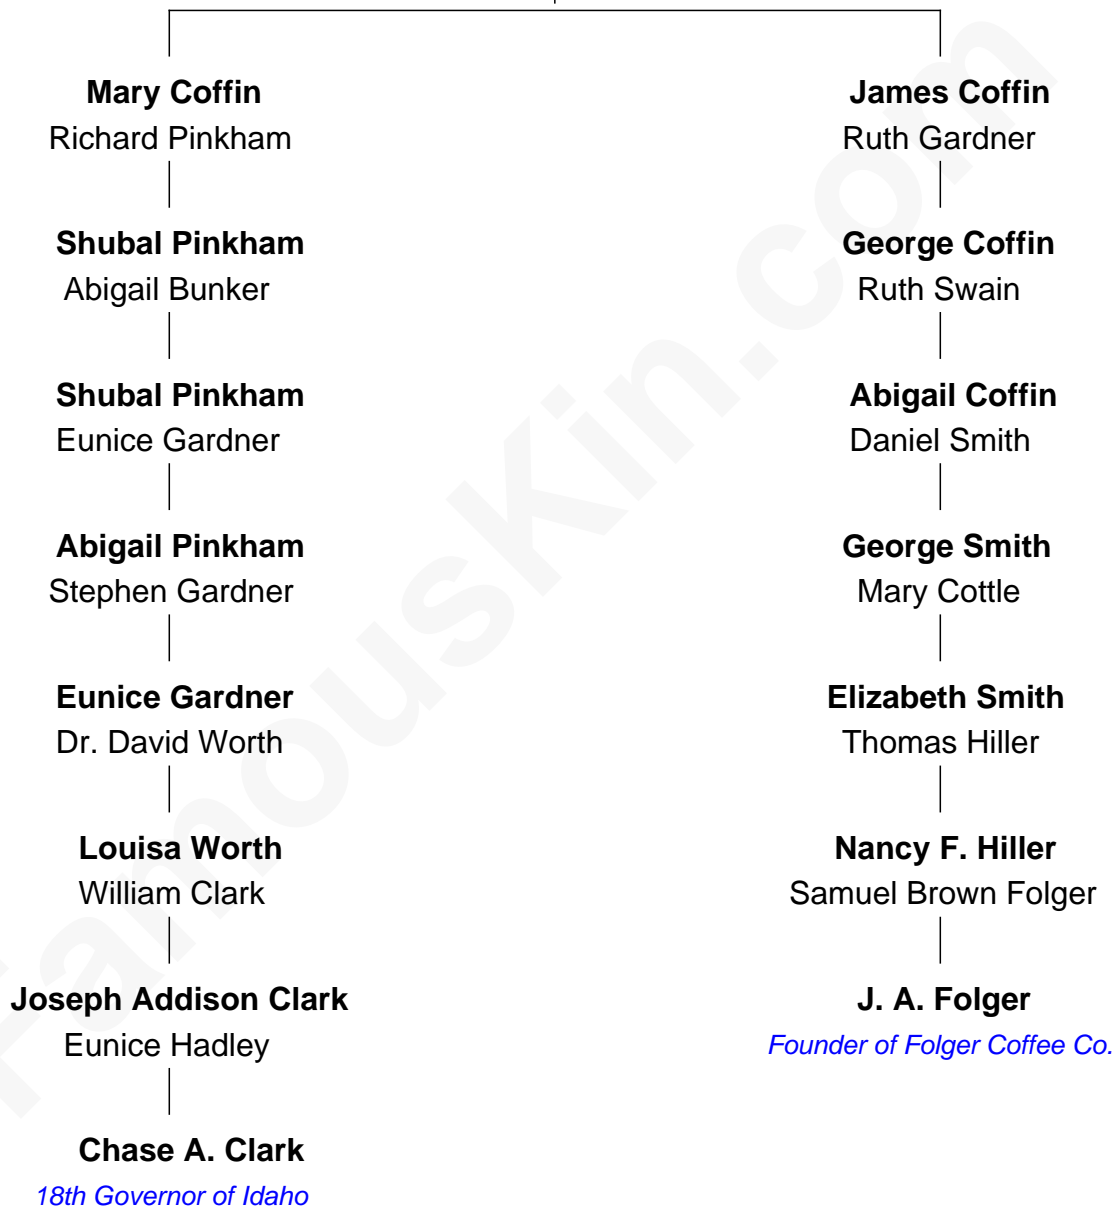 Mary Coffin
Richard Pinkham
Shubal Pinkham
Abigail Bunker
Shubal Pinkham
Eunice Gardner
Abigail Pinkham
Stephen Gardner
Eunice Gardner
Dr. David Worth
Louisa Worth
William Clark
Joseph Addison Clark
Eunice Hadley
Chase A. Clark
18th Governor of Idaho
James Coffin
Ruth Gardner
George Coffin
Ruth Swain
Abigail Coffin
Daniel Smith
George Smith
Mary Cottle
Elizabeth Smith
Thomas Hiller
Nancy F. Hiller
Samuel Brown Folger
J. A. Folger
Founder of Folger Coffee Co.
FamousKin.com